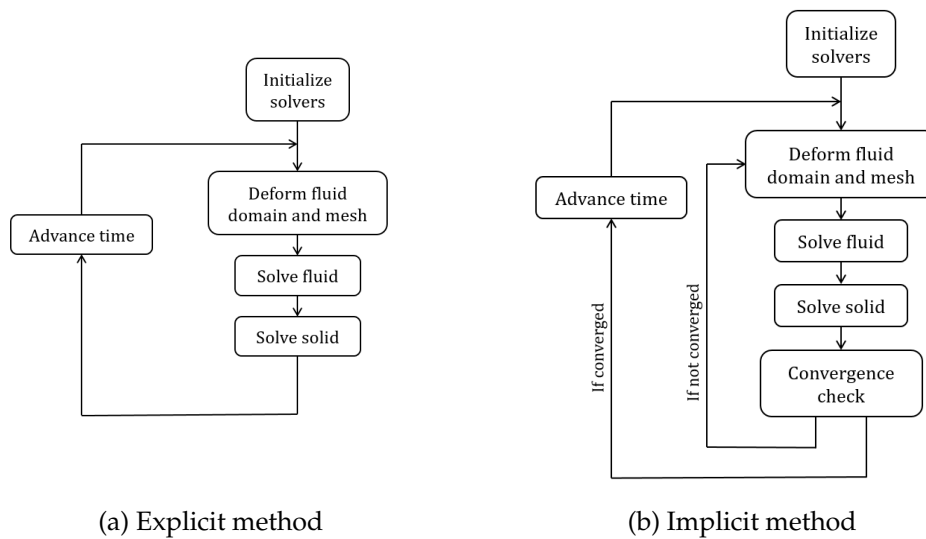 Initialize
solvers
Deform fluid
domain and mesh
Advance time
Solve fluid
Solve solid
(a) Explicit method
Initialize
solvers
Deform fluid
domain and mesh
Advance time
Solve fluid
Solve solid
If converged
If not converged
Convergence
check
(b) Implicit method